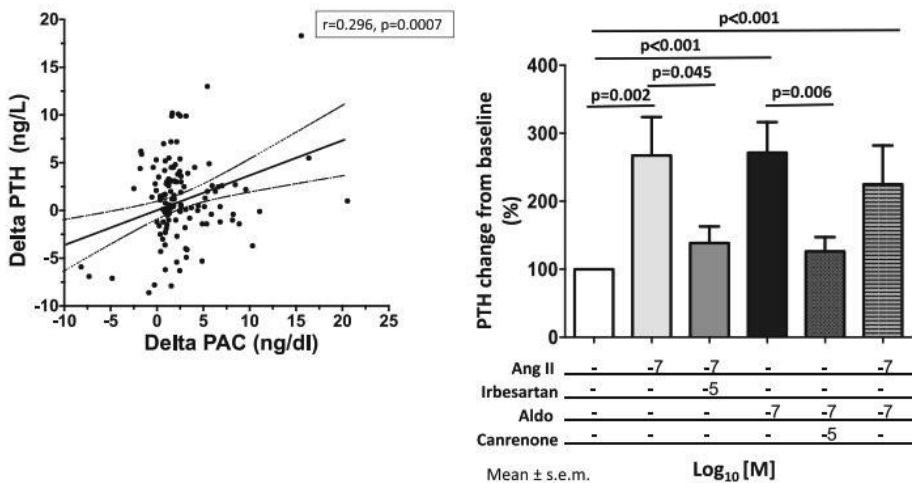 r=0.296, p=0.0007
Delta PTH (ng/L)
20
15
10
5
0
-5
-10
-10 -5 0 5 10 15 20 25
Delta PAC (ng/dl)
p<0.001
p<0.001
p=0.045
p=0.002
p=0.006
PTH change from baseline
(%)
400
300
200
100
0
Ang II - -7 -7 - - -7
Irbesartan - - -5 - - -
Aldo - - - -7 -7 -7
Canrenone - - - - -5 -
Mean ± s.e.m.
Log10 [M]